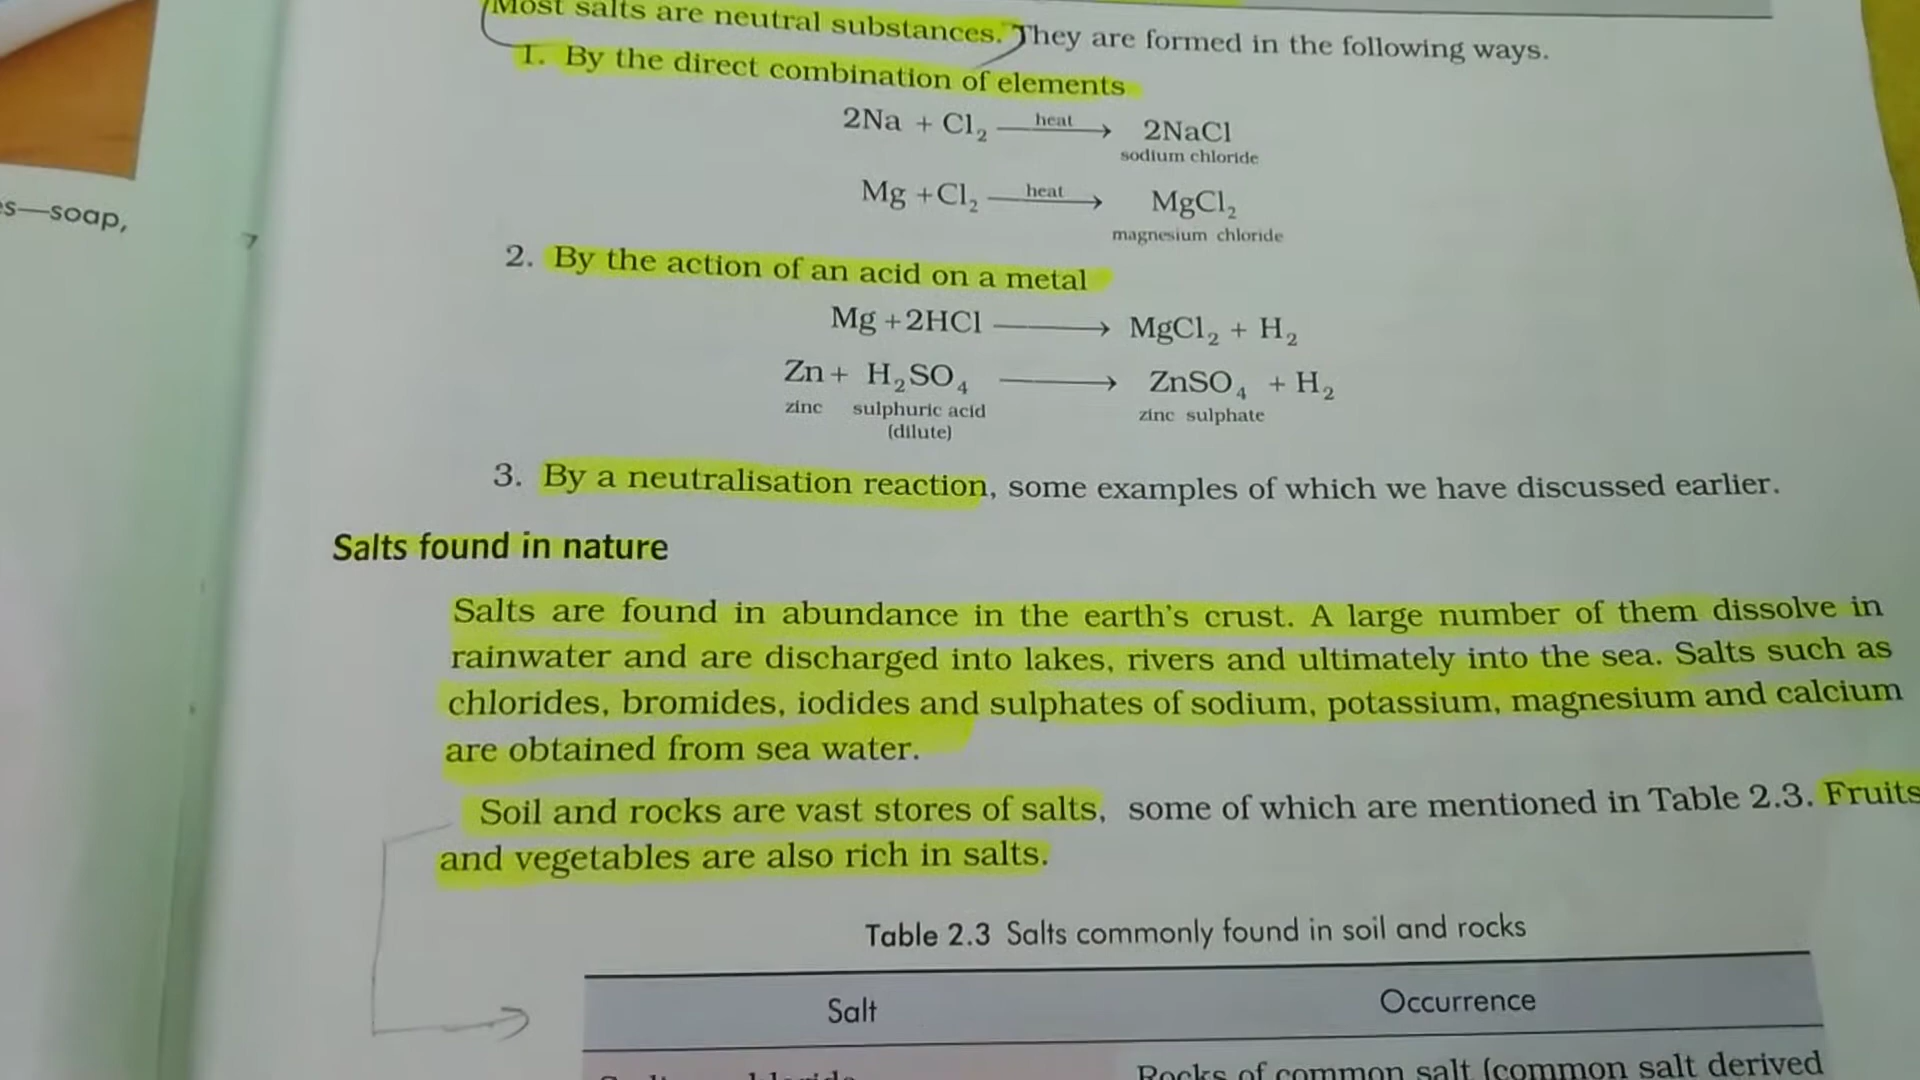 es—soap,
Most salts are neutral substances. They are formed in the following ways.
1. By the direct combination of elements
2Na + Cl₂ heat → 2NaCl
sodium chloride
Mg + Cl₂ heat → MgCl₂
magnesium chloride
2. By the action of an acid on a metal
Mg + 2HCl → MgCl₂ + H₂
Zn + H₂SO₄ → ZnSO₄ + H₂
zinc sulphuric acid zinc sulphate
(dilute)
3. By a neutralisation reaction, some examples of which we have discussed earlier.
Salts found in nature
Salts are found in abundance in the earth's crust. A large number of them dissolve in
rainwater and are discharged into lakes, rivers and ultimately into the sea. Salts such as
chlorides, bromides, iodides and sulphates of sodium, potassium, magnesium and calcium
are obtained from sea water.
Soil and rocks are vast stores of salts, some of which are mentioned in Table 2.3. Fruits
and vegetables are also rich in salts.
Table 2.3 Salts commonly found in soil and rocks
Salt Occurrence
Rocks of common salt (common salt derived